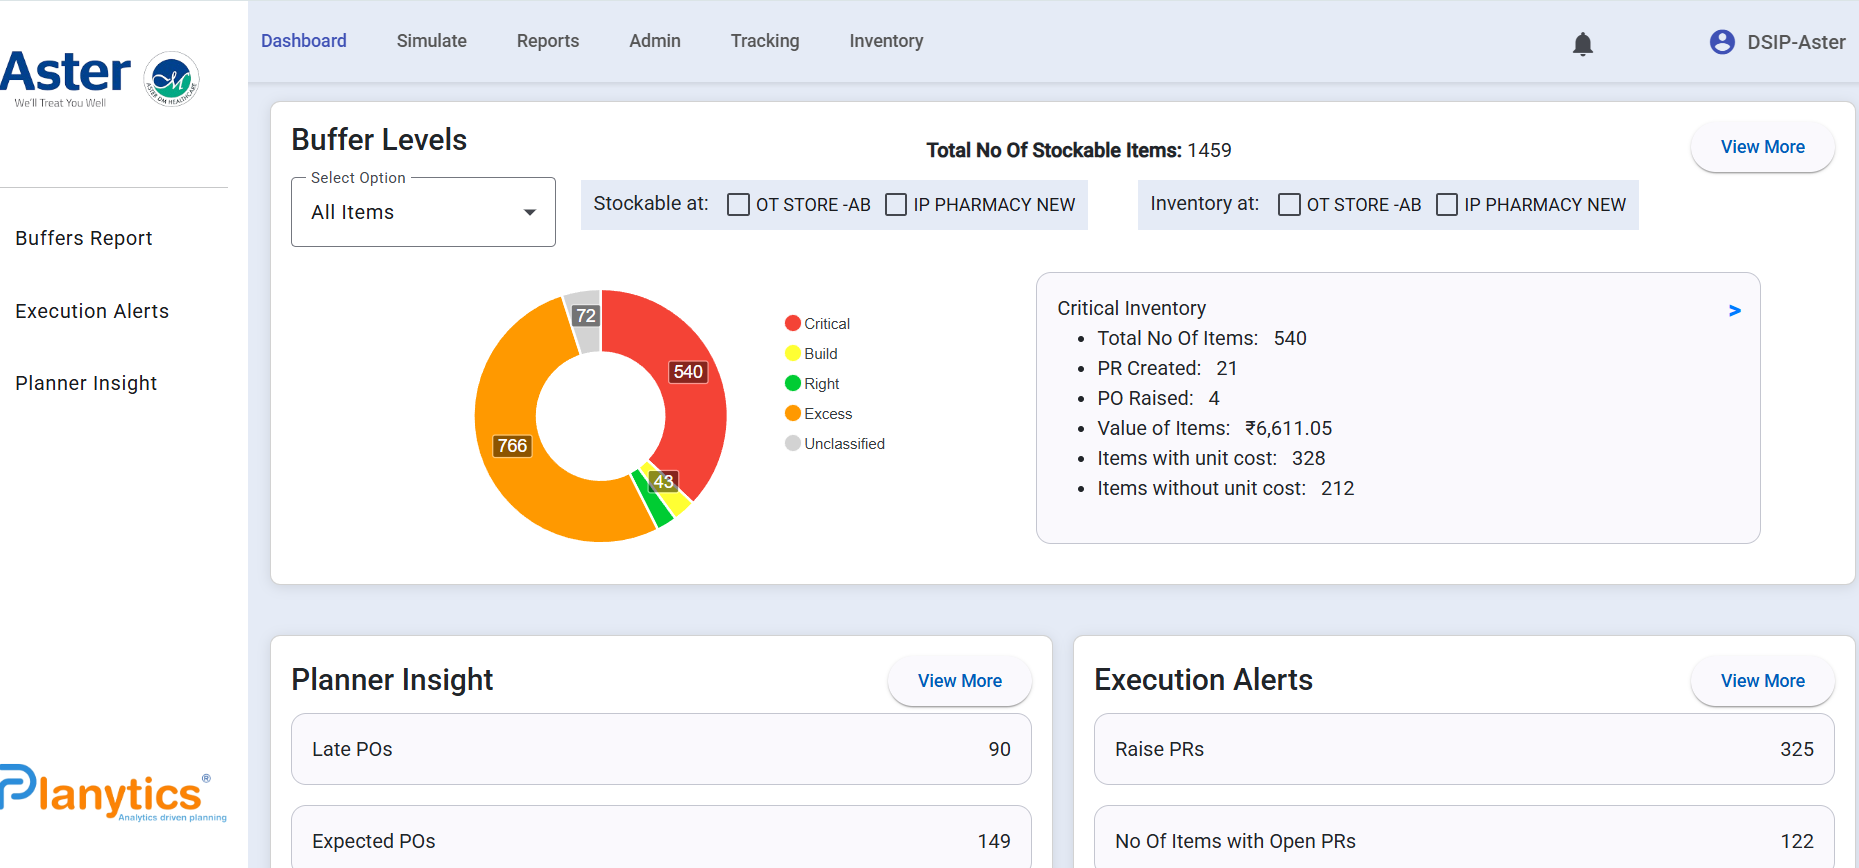 Aster
We'll Treat You Well
ASTER DM HEALTHCARE
Dashboard Simulate Reports Admin Tracking Inventory
DSIP-Aster
Buffers Report
Execution Alerts
Planner Insight
Planytics®
Analytics driven planning
Buffer Levels
Total No Of Stockable Items: 1459
View More
Select Option
All Items
Stockable at: OT STORE -AB IP PHARMACY NEW
Inventory at: OT STORE -AB IP PHARMACY NEW
72
540
766
43
Critical
Build
Right
Excess
Unclassified
Critical Inventory
>
• Total No Of Items: 540
• PR Created: 21
• PO Raised: 4
• Value of Items: ₹6,611.05
• Items with unit cost: 328
• Items without unit cost: 212
Planner Insight
View More
Late POs 90
Expected POs 149
Execution Alerts
View More
Raise PRs 325
No Of Items with Open PRs 122